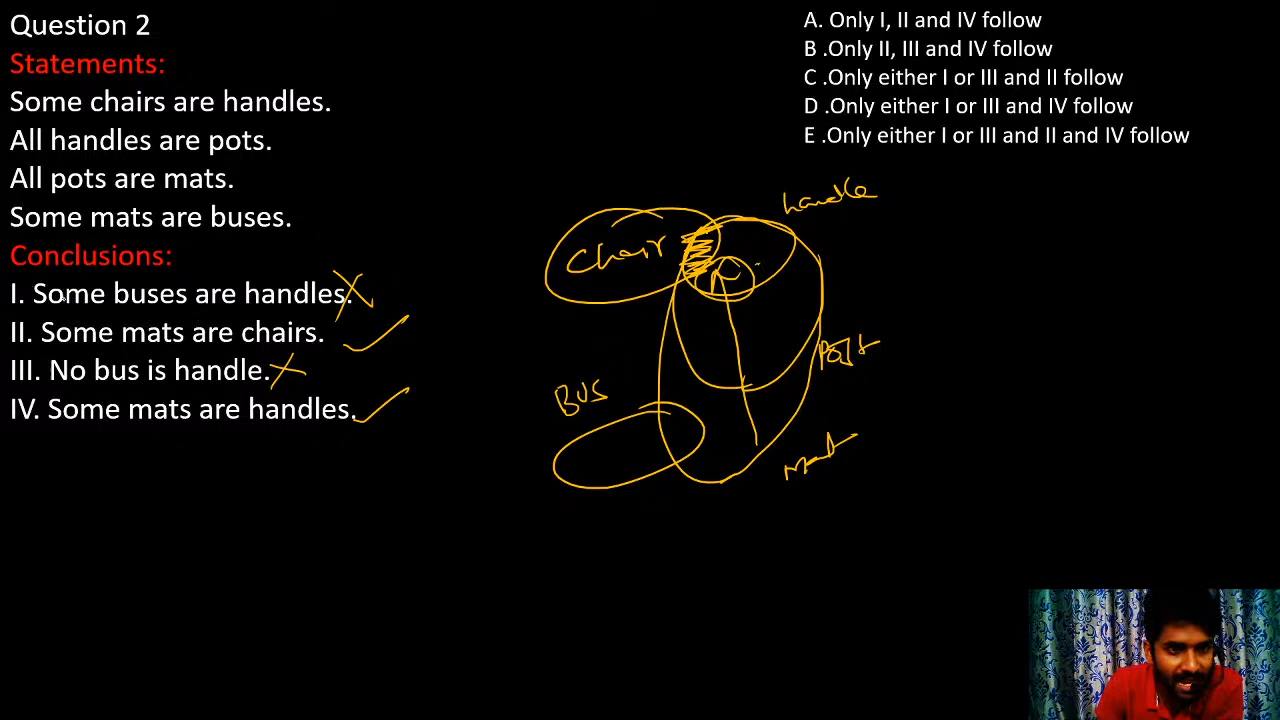 Question 2
Statements:
Some chairs are handles.
All handles are pots.
All pots are mats.
Some mats are buses.
Conclusions:
I. Some buses are handles.
II. Some mats are chairs.
III. No bus is handle.
IV. Some mats are handles.
A. Only I, II and IV follow
B .Only II, III and IV follow
C .Only either I or III and II follow
D .Only either I or III and IV follow
E .Only either I or III and II and IV follow
handle
Chair
BUS